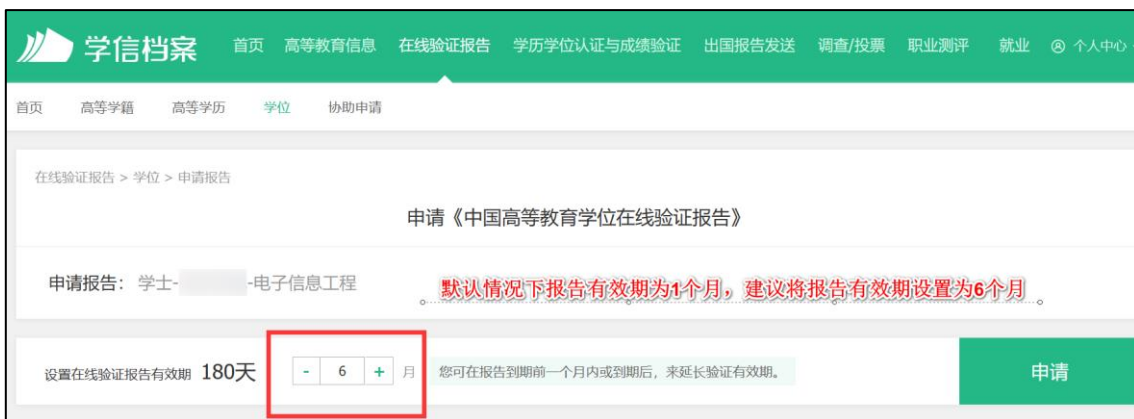 学信档案 首页 高等教育信息 在线验证报告 学历学位认证与成绩验证 出国报告发送 调查/投票 职业测评 就业 个人中心
首页 高等学籍 高等学历 学位 协助申请
在线验证报告 > 学位 > 申请报告
申请《中国高等教育学位在线验证报告》
申请报告: 学士- -电子信息工程 默认情况下报告有效期为1个月，建议将报告有效期设置为6个月
设置在线验证报告有效期 180天 - 6 + 月 您可在报告到期前一个月内或到期后，来延长验证有效期。 申请